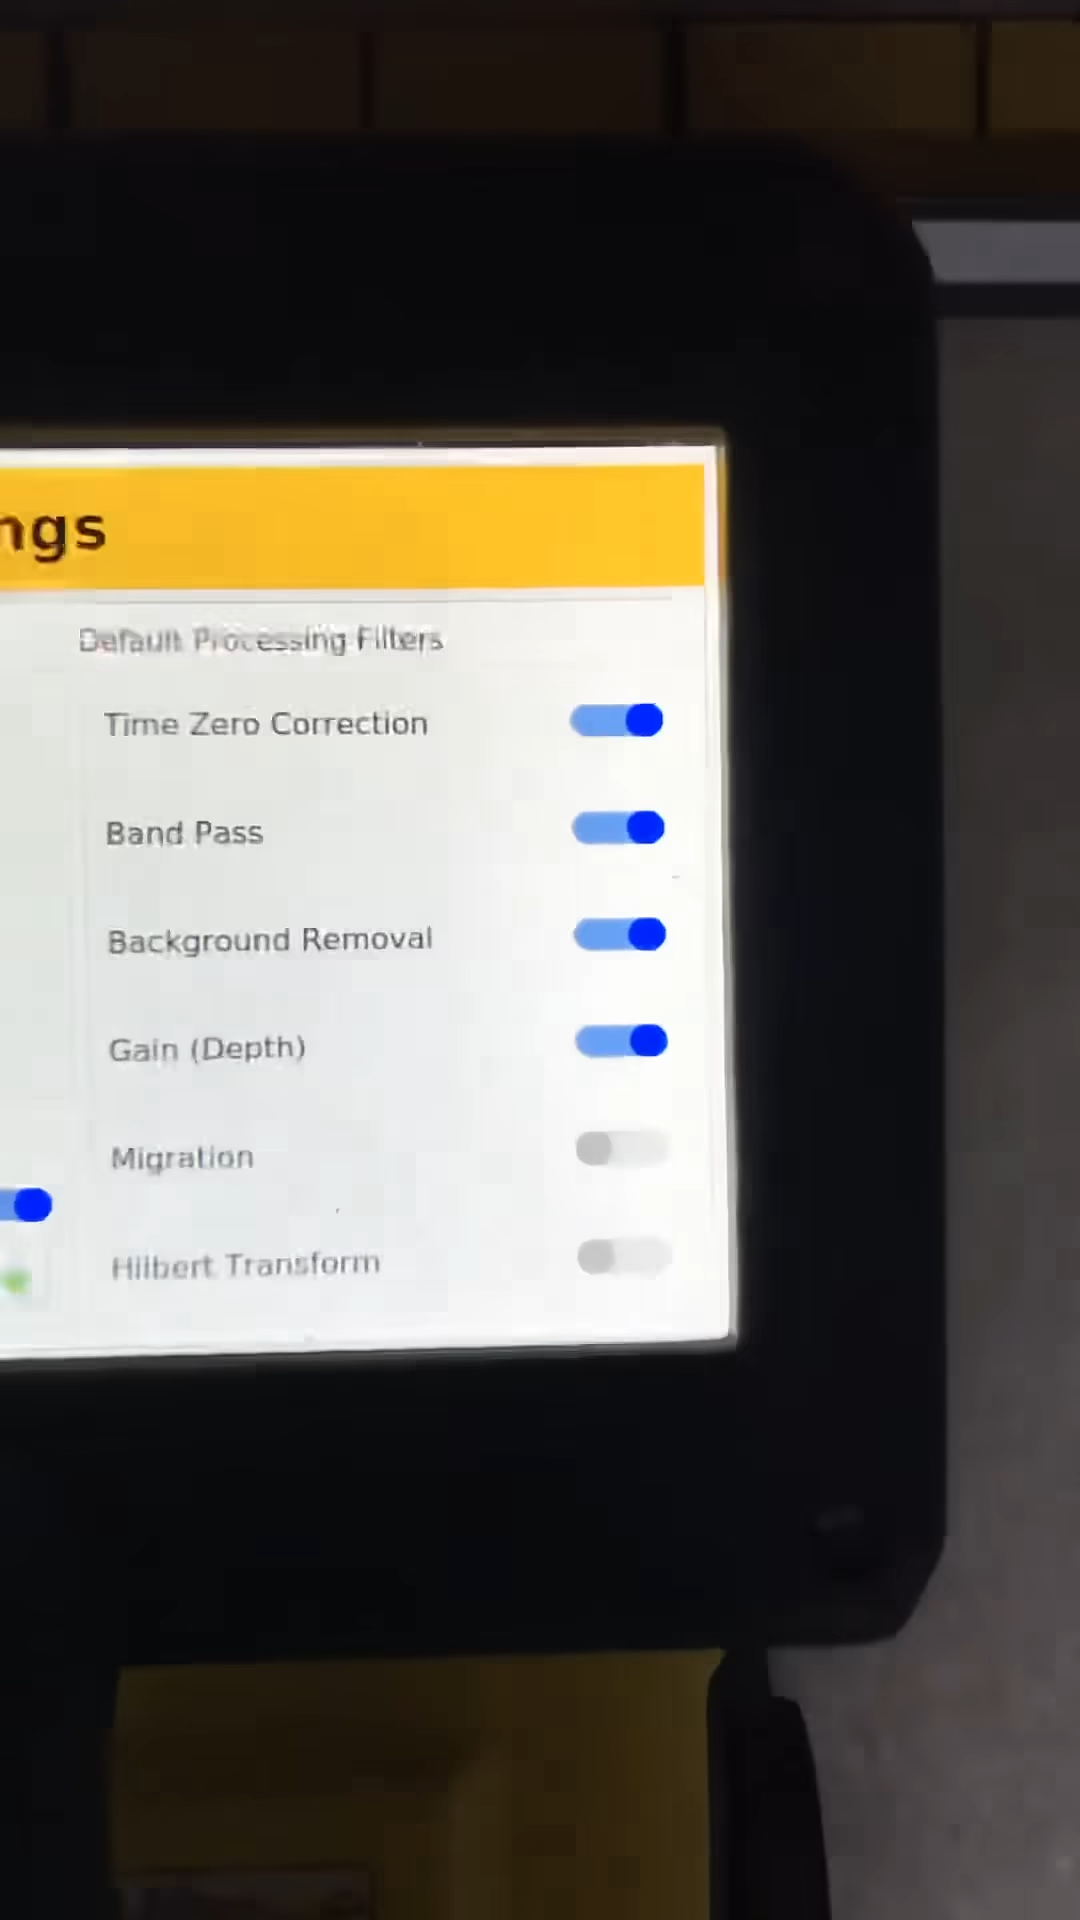 ngs
Default Processing Filters
Time Zero Correction
Band Pass
Background Removal
Gain (Depth)
Migration
Hilbert Transform